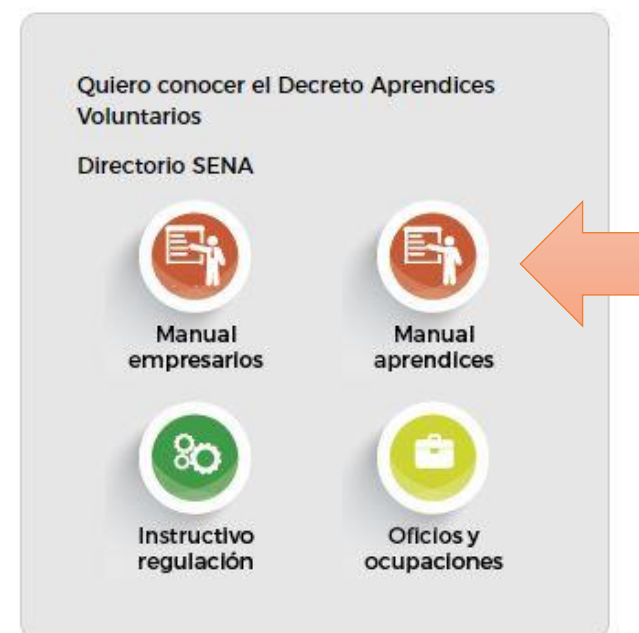 Quiero conocer el Decreto Aprendices
Voluntarios
Directorio SENA
Manual
empresarios
Manual
aprendices
Instructivo
regulación
Oficios y
ocupaciones